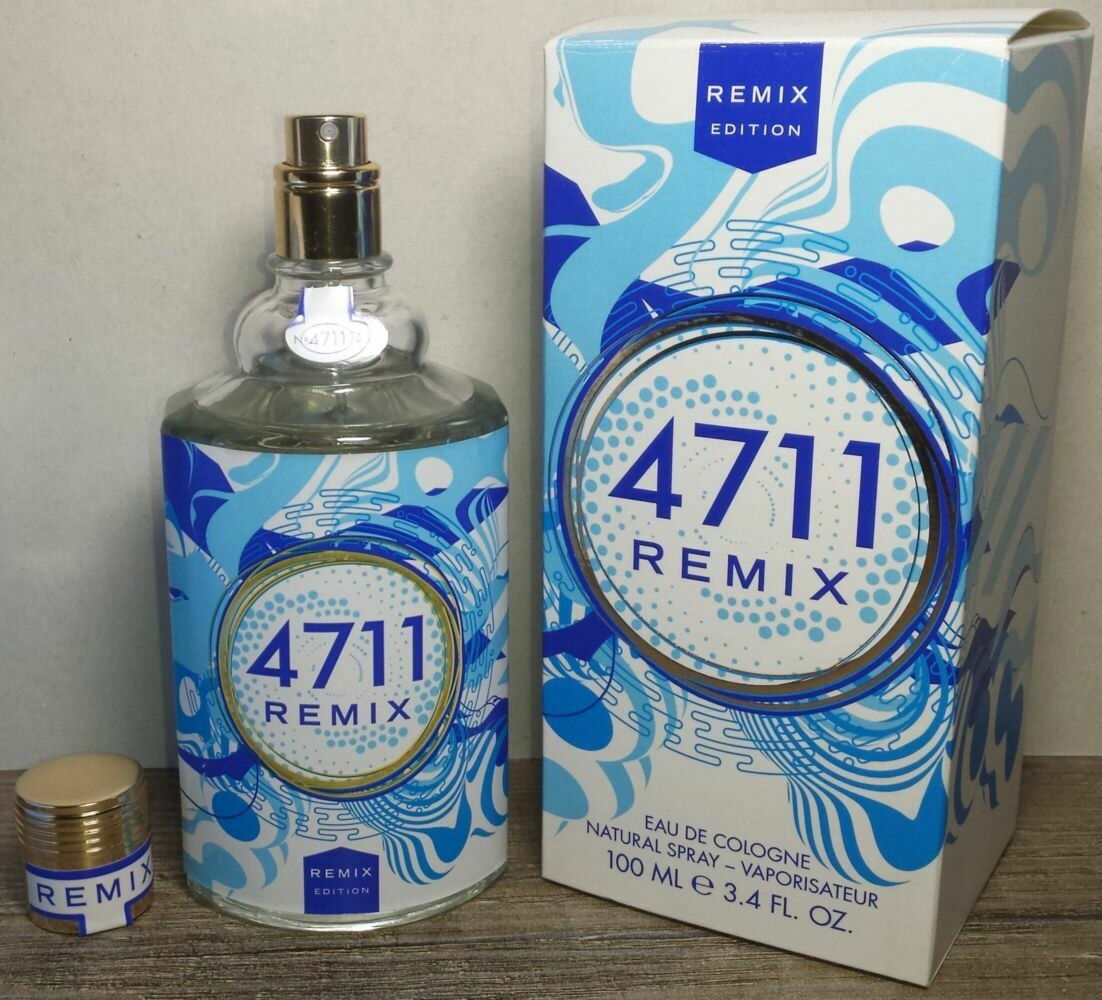 REMIX
EDITION
4711
REMIX
EAU DE COLOGNE
NATURAL SPRAY – VAPORISATEUR
100 ML ℮ 3.4 FL. OZ.
Nº4711
4711
REMIX
REMIX
EDITION
REMIX